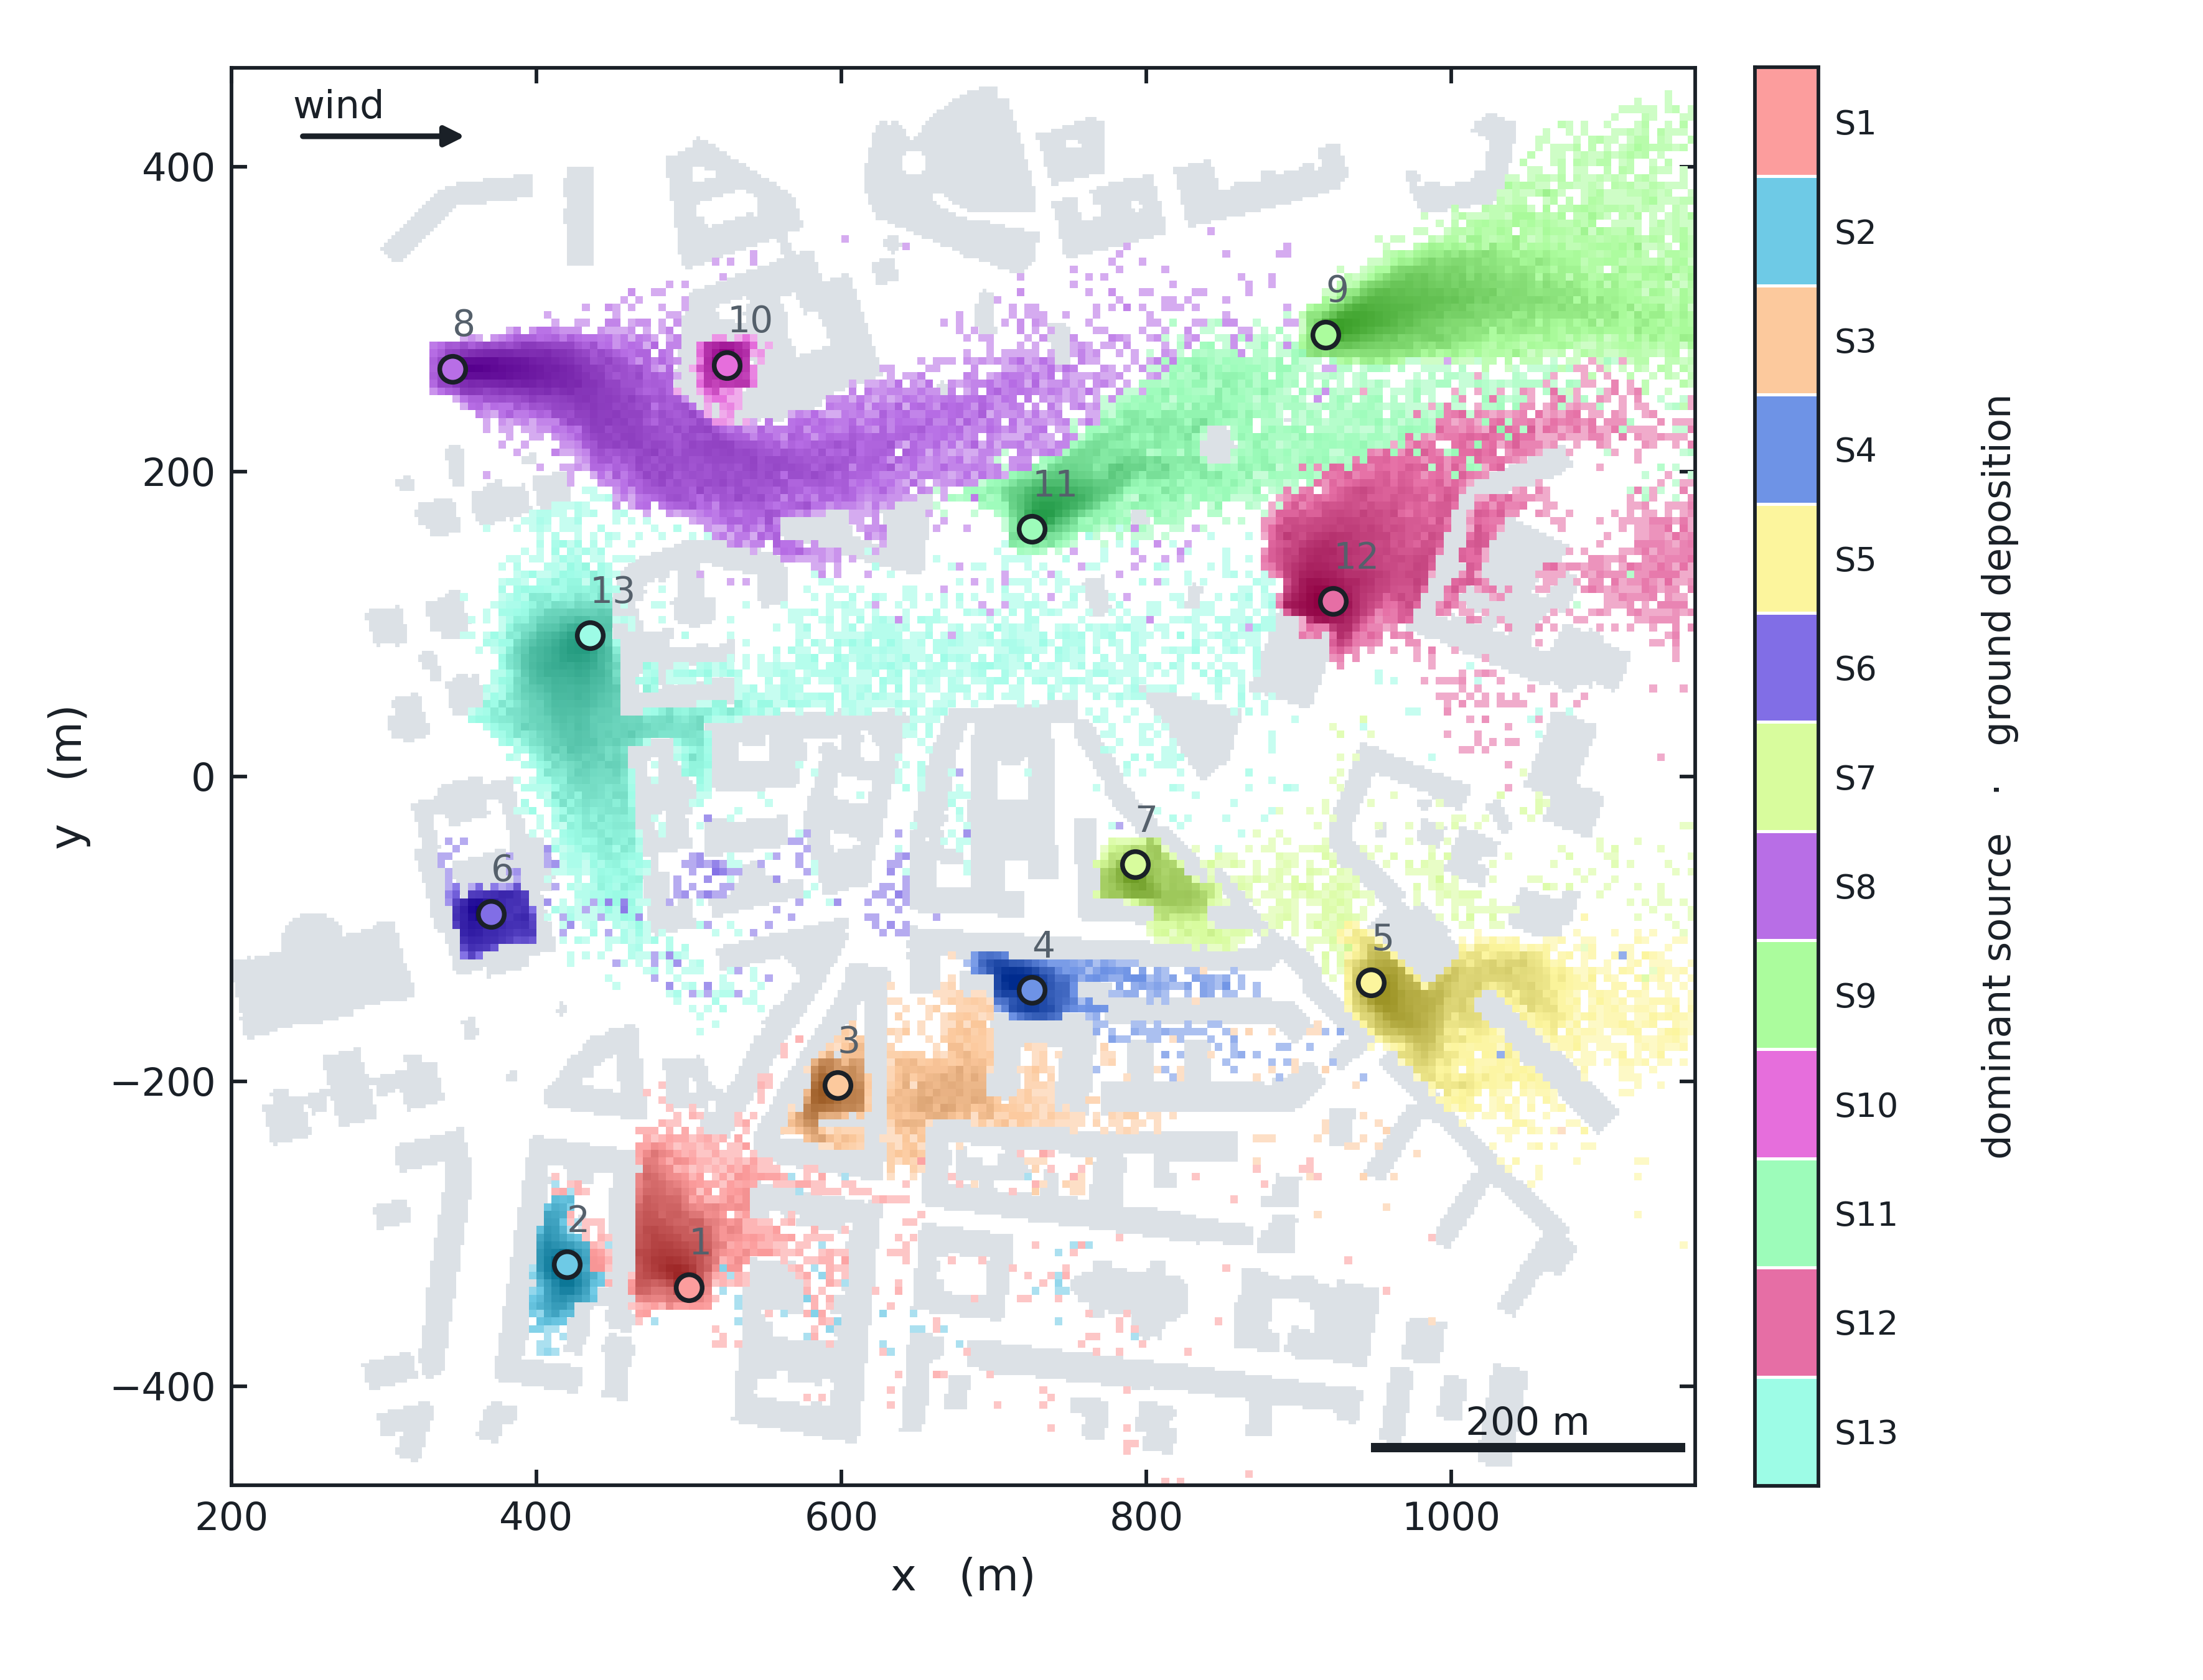 wind
400
200
0
−200
−400
y (m)
200
400
600
800
1000
x (m)
8
10
9
11
12
13
7
6
5
4
3
2
1
200 m
S1
S2
S3
S4
S5
S6
S7
S8
S9
S10
S11
S12
S13
dominant source · ground deposition